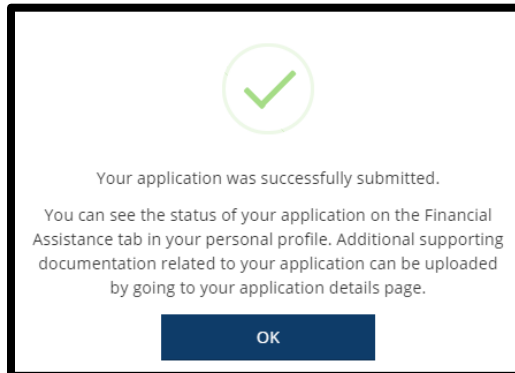 Your application was successfully submitted.
You can see the status of your application on the Financial
Assistance tab in your personal profile. Additional supporting
documentation related to your application can be uploaded
by going to your application details page.
OK